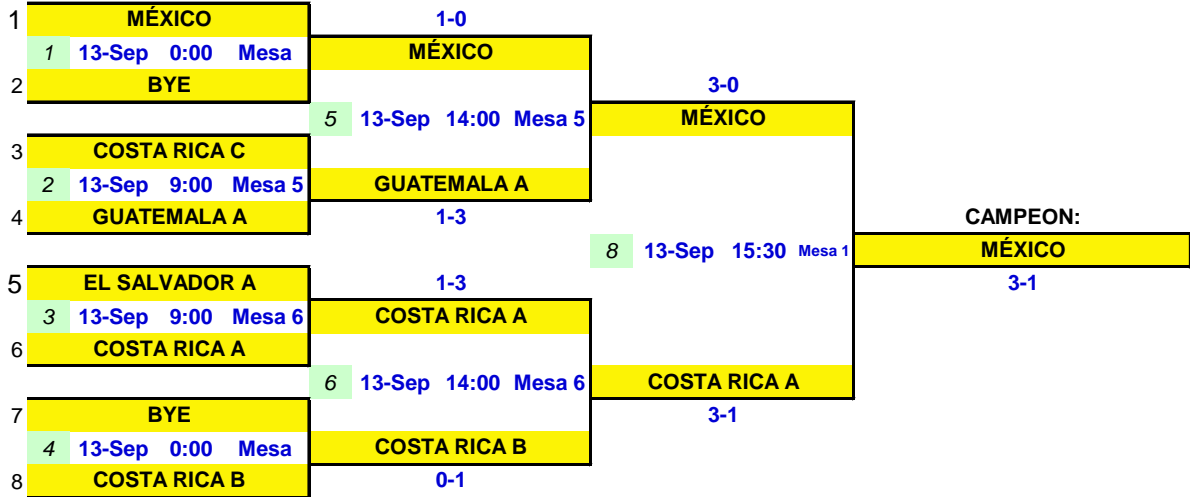 1 MÉXICO 1-0
1 13-Sep 0:00 Mesa MÉXICO
2 BYE 3-0
5 13-Sep 14:00 Mesa 5 MÉXICO
3 COSTA RICA C
2 13-Sep 9:00 Mesa 5 GUATEMALA A
4 GUATEMALA A 1-3 CAMPEON:
8 13-Sep 15:30 Mesa 1 MÉXICO
5 EL SALVADOR A 1-3 3-1
3 13-Sep 9:00 Mesa 6 COSTA RICA A
6 COSTA RICA A
6 13-Sep 14:00 Mesa 6 COSTA RICA A
7 BYE 3-1
4 13-Sep 0:00 Mesa COSTA RICA B
8 COSTA RICA B 0-1